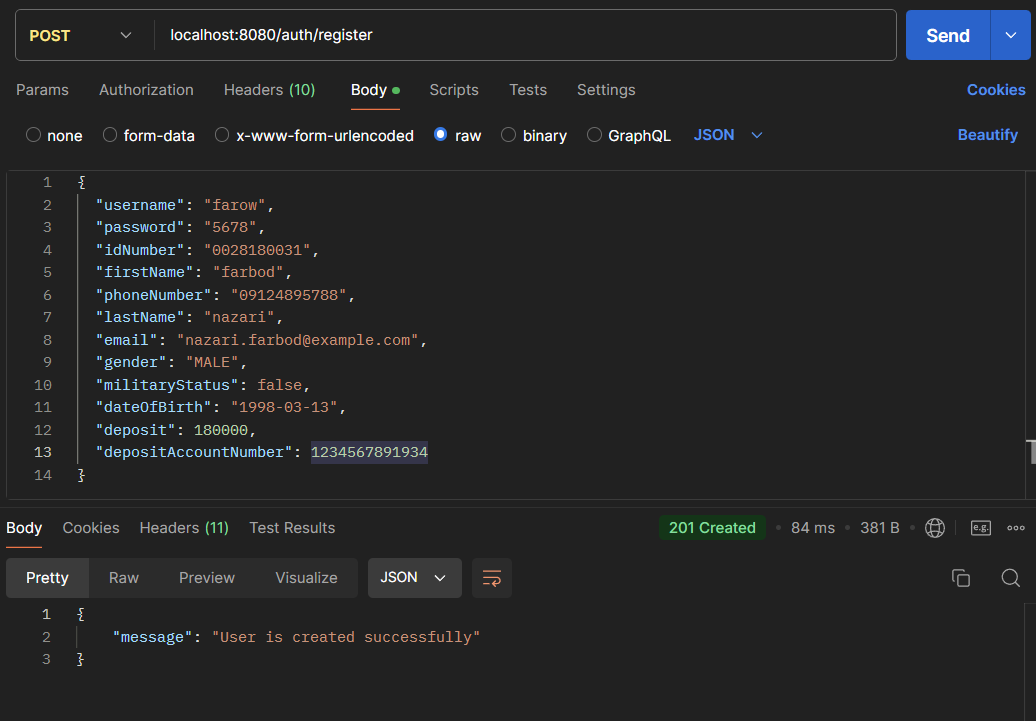 POST localhost:8080/auth/register Send
Params Authorization Headers (10) Body Scripts Tests Settings Cookies
none form-data x-www-form-urlencoded raw binary GraphQL JSON Beautify
1 {
2 "username": "farow",
3 "password": "5678",
4 "idNumber": "0028180031",
5 "firstName": "farbod",
6 "phoneNumber": "09124895788",
7 "lastName": "nazari",
8 "email": "nazari.farbod@example.com",
9 "gender": "MALE",
10 "militaryStatus": false,
11 "dateOfBirth": "1998-03-13",
12 "deposit": 180000,
13 "depositAccountNumber": 1234567891934
14 }
Body Cookies Headers (11) Test Results 201 Created 84 ms 381 B e.g.
Pretty Raw Preview Visualize JSON
1 {
2 "message": "User is created successfully"
3 }